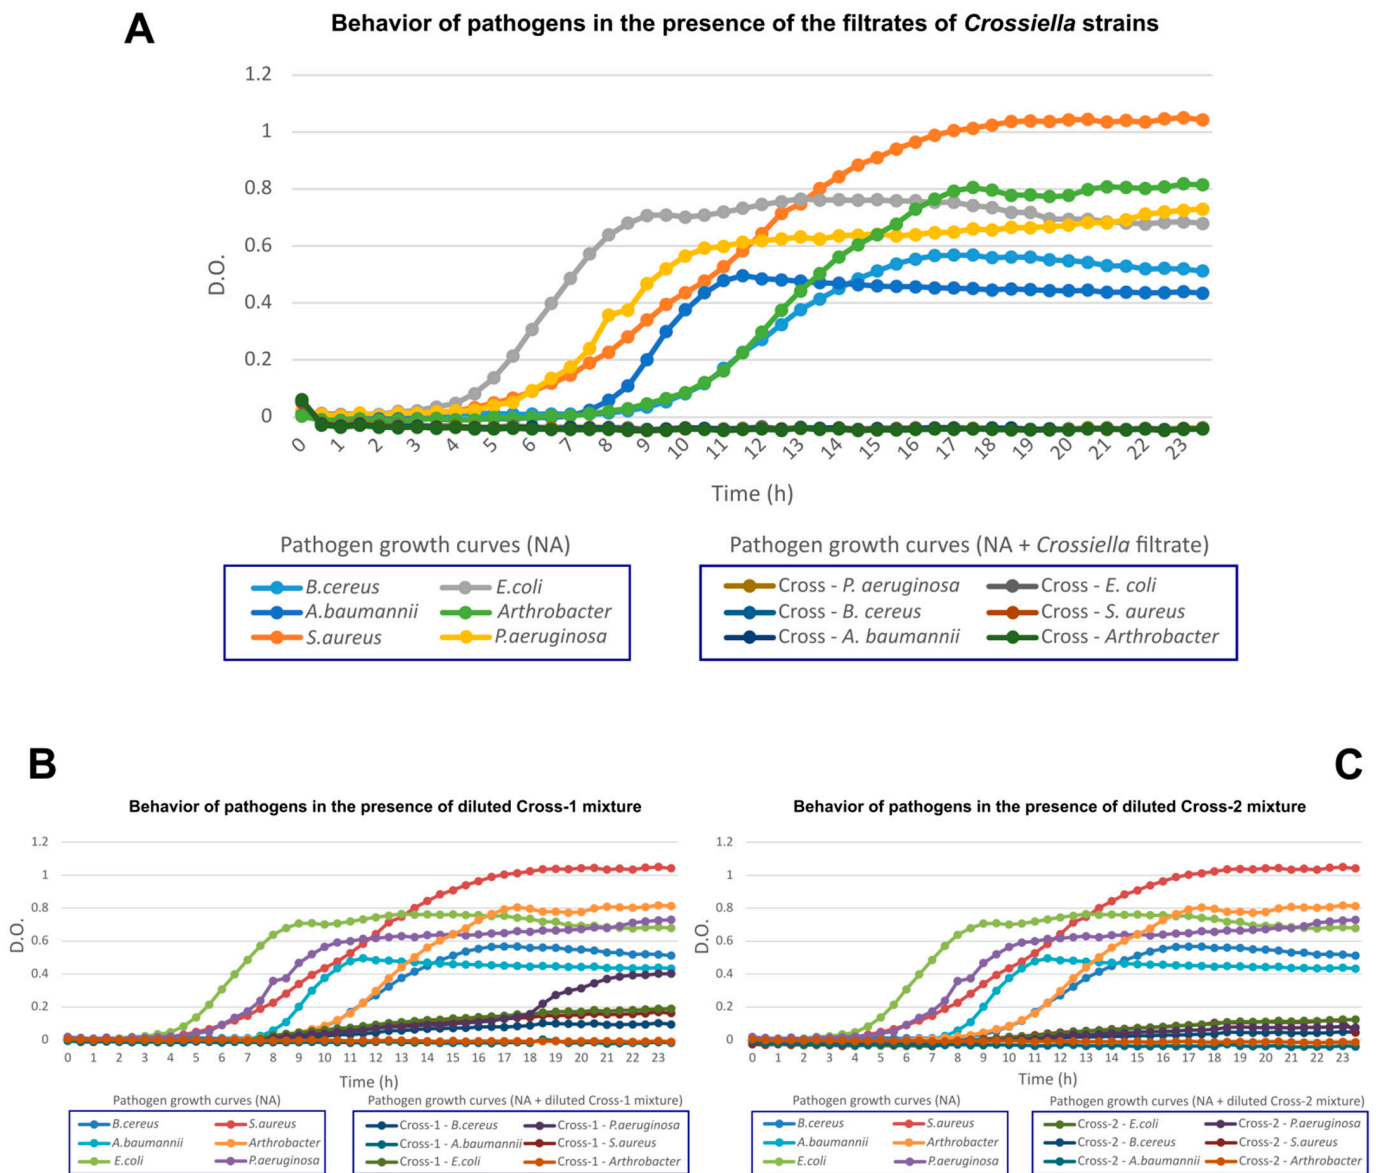 A
Behavior of pathogens in the presence of the filtrates of Crossiella strains
1.2
1
0.8
0.6
0.4
0.2
0
D.O.
0 1 2 3 4 5 6 7 8 9 10 11 12 13 14 15 16 17 18 19 20 21 22 23
Time (h)
Pathogen growth curves (NA)
B.cereus E.coli
A.baumannii Arthrobacter
S.aureus P.aeruginosa
Pathogen growth curves (NA + Crossiella filtrate)
Cross - P. aeruginosa Cross - E. coli
Cross - B. cereus Cross - S. aureus
Cross - A. baumannii Cross - Arthrobacter
B
Behavior of pathogens in the presence of diluted Cross-1 mixture
1.2
1
0.8
0.6
0.4
0.2
0
D.O.
0 1 2 3 4 5 6 7 8 9 10 11 12 13 14 15 16 17 18 19 20 21 22 23
Time (h)
Pathogen growth curves (NA)
B.cereus S.aureus
A.baumannii Arthrobacter
E.coli P.aeruginosa
Pathogen growth curves (NA + diluted Cross-1 mixture)
Cross-1 - B.cereus Cross-1 - P.aeruginosa
Cross-1 - A.baumannii Cross-1 - S.aureus
Cross-1 - E.coli Cross-1 - Arthrobacter
C
Behavior of pathogens in the presence of diluted Cross-2 mixture
1.2
1
0.8
0.6
0.4
0.2
0
D.O.
0 1 2 3 4 5 6 7 8 9 10 11 12 13 14 15 16 17 18 19 20 21 22 23
Time (h)
Pathogen growth curves (NA)
B.cereus S.aureus
A.baumannii Arthrobacter
E.coli P.aeruginosa
Pathogen growth curves (NA + diluted Cross-2 mixture)
Cross-2 - E.coli Cross-2 - P.aeruginosa
Cross-2 - B.cereus Cross-2 - S.aureus
Cross-2 - A.baumannii Cross-2 - Arthrobacter